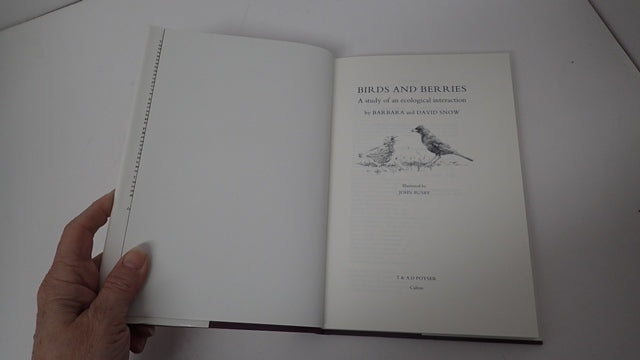 BIRDS AND BERRIES
A study of an ecological interaction
by BARBARA and DAVID SNOW
Illustrated by
JOHN BUSBY
T & A D POYSER
Calton